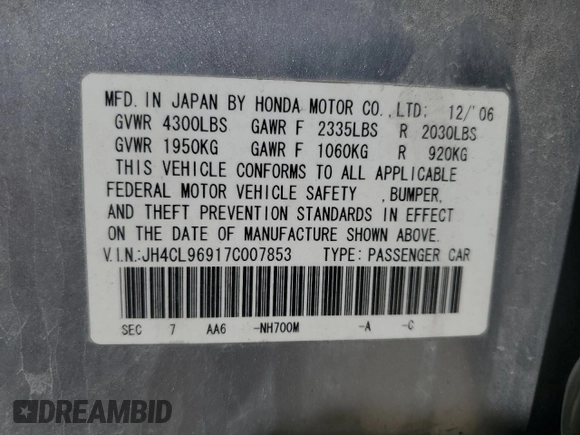 MFD. IN JAPAN BY HONDA MOTOR CO., LTD; 12/'06
GVWR 4300LBS GAWR F 2335LBS R 2030LBS
GVWR 1950KG GAWR F 1060KG R 920KG
THIS VEHICLE CONFORMS TO ALL APPLICABLE
FEDERAL MOTOR VEHICLE SAFETY , BUMPER,
AND THEFT PREVENTION STANDARDS IN EFFECT
ON THE DATE OF MANUFACTURE SHOWN ABOVE.
V.I.N.:JH4CL96917C007853 TYPE: PASSENGER CAR
SEC 7 AA6 -NH700M -A -C
DREAMBID